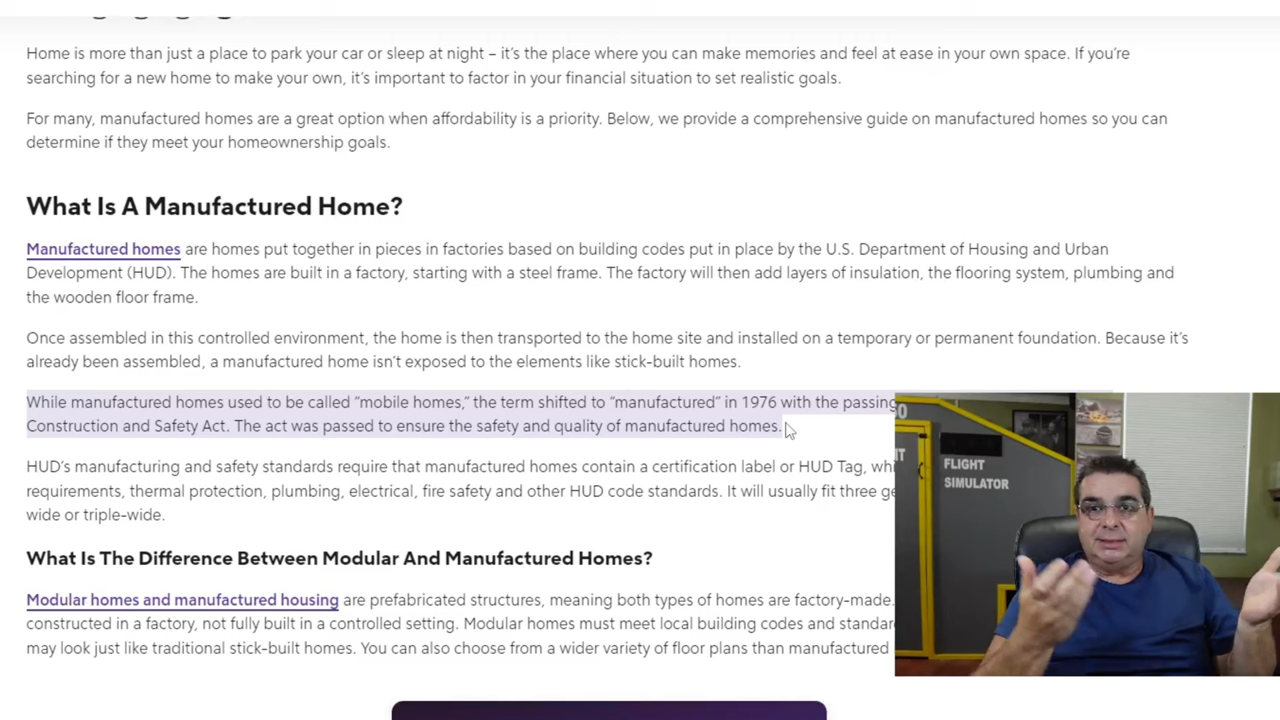 Home is more than just a place to park your car or sleep at night – it's the place where you can make memories and feel at ease in your own space. If you're
searching for a new home to make your own, it's important to factor in your financial situation to set realistic goals.
For many, manufactured homes are a great option when affordability is a priority. Below, we provide a comprehensive guide on manufactured homes so you can
determine if they meet your homeownership goals.
What Is A Manufactured Home?
Manufactured homes are homes put together in pieces in factories based on building codes put in place by the U.S. Department of Housing and Urban
Development (HUD). The homes are built in a factory, starting with a steel frame. The factory will then add layers of insulation, the flooring system, plumbing and
the wooden floor frame.
Once assembled in this controlled environment, the home is then transported to the home site and installed on a temporary or permanent foundation. Because it's
already been assembled, a manufactured home isn't exposed to the elements like stick-built homes.
While manufactured homes used to be called "mobile homes," the term shifted to "manufactured" in 1976 with the passing
Construction and Safety Act. The act was passed to ensure the safety and quality of manufactured homes.
HUD's manufacturing and safety standards require that manufactured homes contain a certification label or HUD Tag,
requirements, thermal protection, plumbing, electrical, fire safety and other HUD code standards. It will usually fit three
wide or triple-wide.
What Is The Difference Between Modular And Manufactured Homes?
Modular homes and manufactured housing are prefabricated structures, meaning both types of homes are factory-made.
constructed in a factory, not fully built in a controlled setting. Modular homes must meet local building codes and
may look just like traditional stick-built homes. You can also choose from a wider variety of floor plans than manufactured
FLIGHT
SIMULATOR